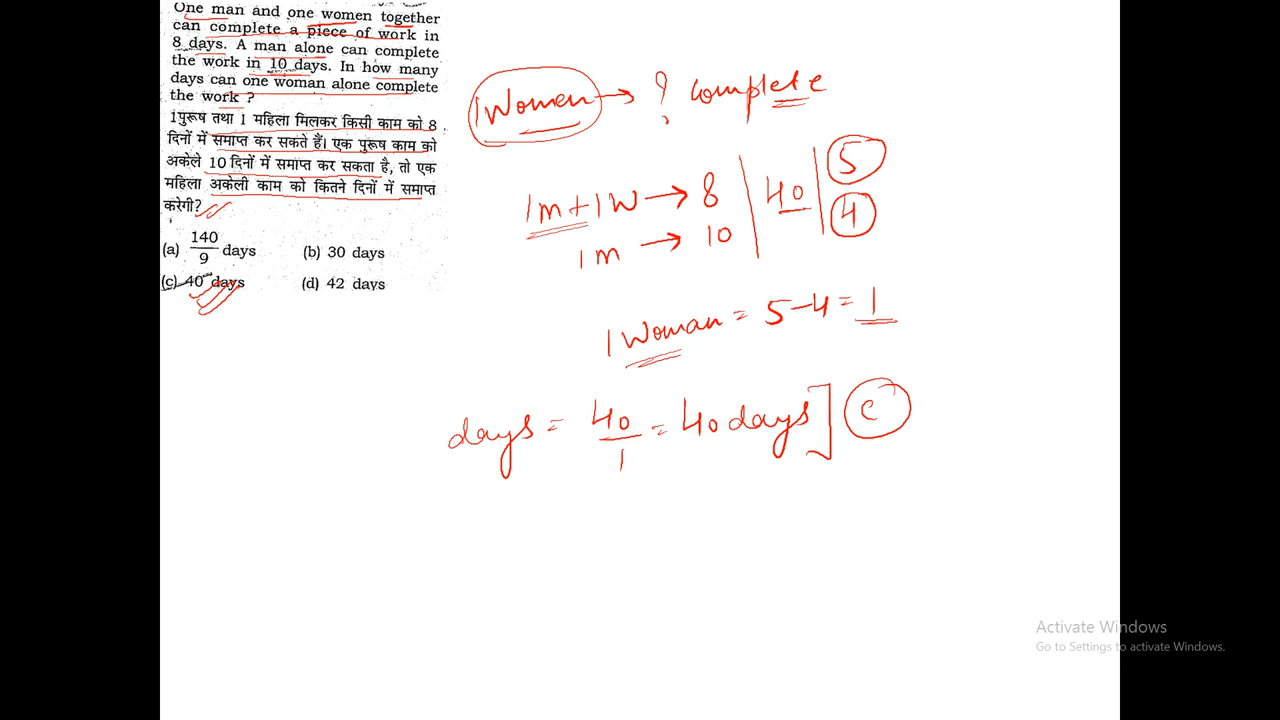 One man and one women together
can complete a piece of work in
8 days. A man alone can complete
the work in 10 days. In how many
days can one woman alone complete
the work ?
1पुरूष तथा 1 महिला मिलकर किसी काम को 8
दिनों में समाप्त कर सकते हैं। एक पुरूष काम को
अकेले 10 दिनों में समाप्त कर सकता है, तो एक
महिला अकेली काम को कितने दिनों में समाप्त
करेगी?
(a) 140/9 days (b) 30 days
(c) 40 days (d) 42 days
1 Women → ? complete
1m + 1W → 8 | 40 | 5
1m → 10 4
1 Woman = 5-4 = 1
days = 40/1 = 40 days] C
Activate Windows
Go to Settings to activate Windows.